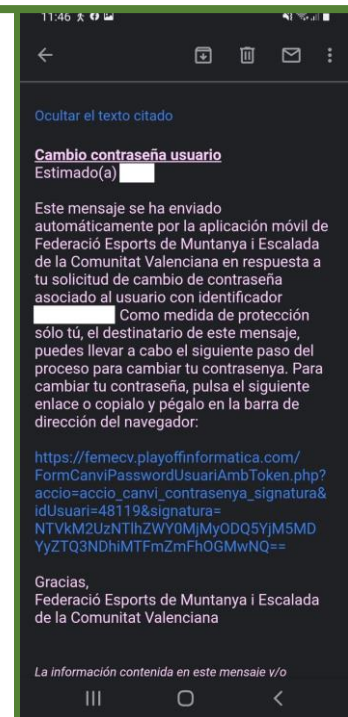 11:46
Ocultar el texto citado
Cambio contraseña usuario
Estimado(a)
Este mensaje se ha enviado
automáticamente por la aplicación móvil de
Federació Esports de Muntanya i Escalada
de la Comunitat Valenciana en respuesta a
tu solicitud de cambio de contraseña
asociado al usuario con identificador
Como medida de protección
sólo tú, el destinatario de este mensaje,
puedes llevar a cabo el siguiente paso del
proceso para cambiar tu contrasenya. Para
cambiar tu contraseña, pulsa el siguiente
enlace o copialo y pégalo en la barra de
dirección del navegador:
https://femecv.playoffinformatica.com/
FormCanviPasswordUsuariAmbToken.php?
accio=accio_canvi_contrasenya_signatura&
idUsuari=48119&signatura=
NTVkM2UzNTlhZWY0MjMyODQ5YjM5MD
YyZTQ3NDhiMTFmZmFhOGMwNQ==
Gracias,
Federació Esports de Muntanya i Escalada
de la Comunitat Valenciana
La información contenida en este mensaje y/o